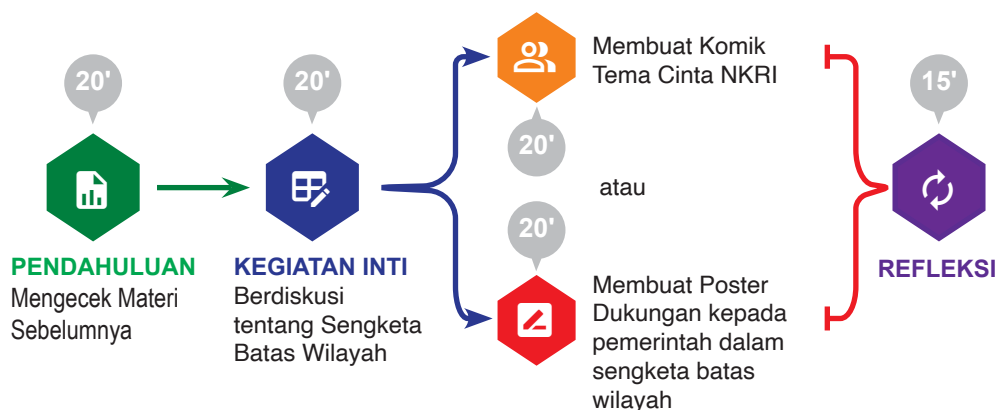 20'
PENDAHULUAN
Mengecek Materi
Sebelumnya
20'
KEGIATAN INTI
Berdiskusi
tentang Sengketa
Batas Wilayah
Membuat Komik
Tema Cinta NKRI
20'
atau
20'
Membuat Poster
Dukungan kepada
pemerintah dalam
sengketa batas
wilayah
15'
REFLEKSI